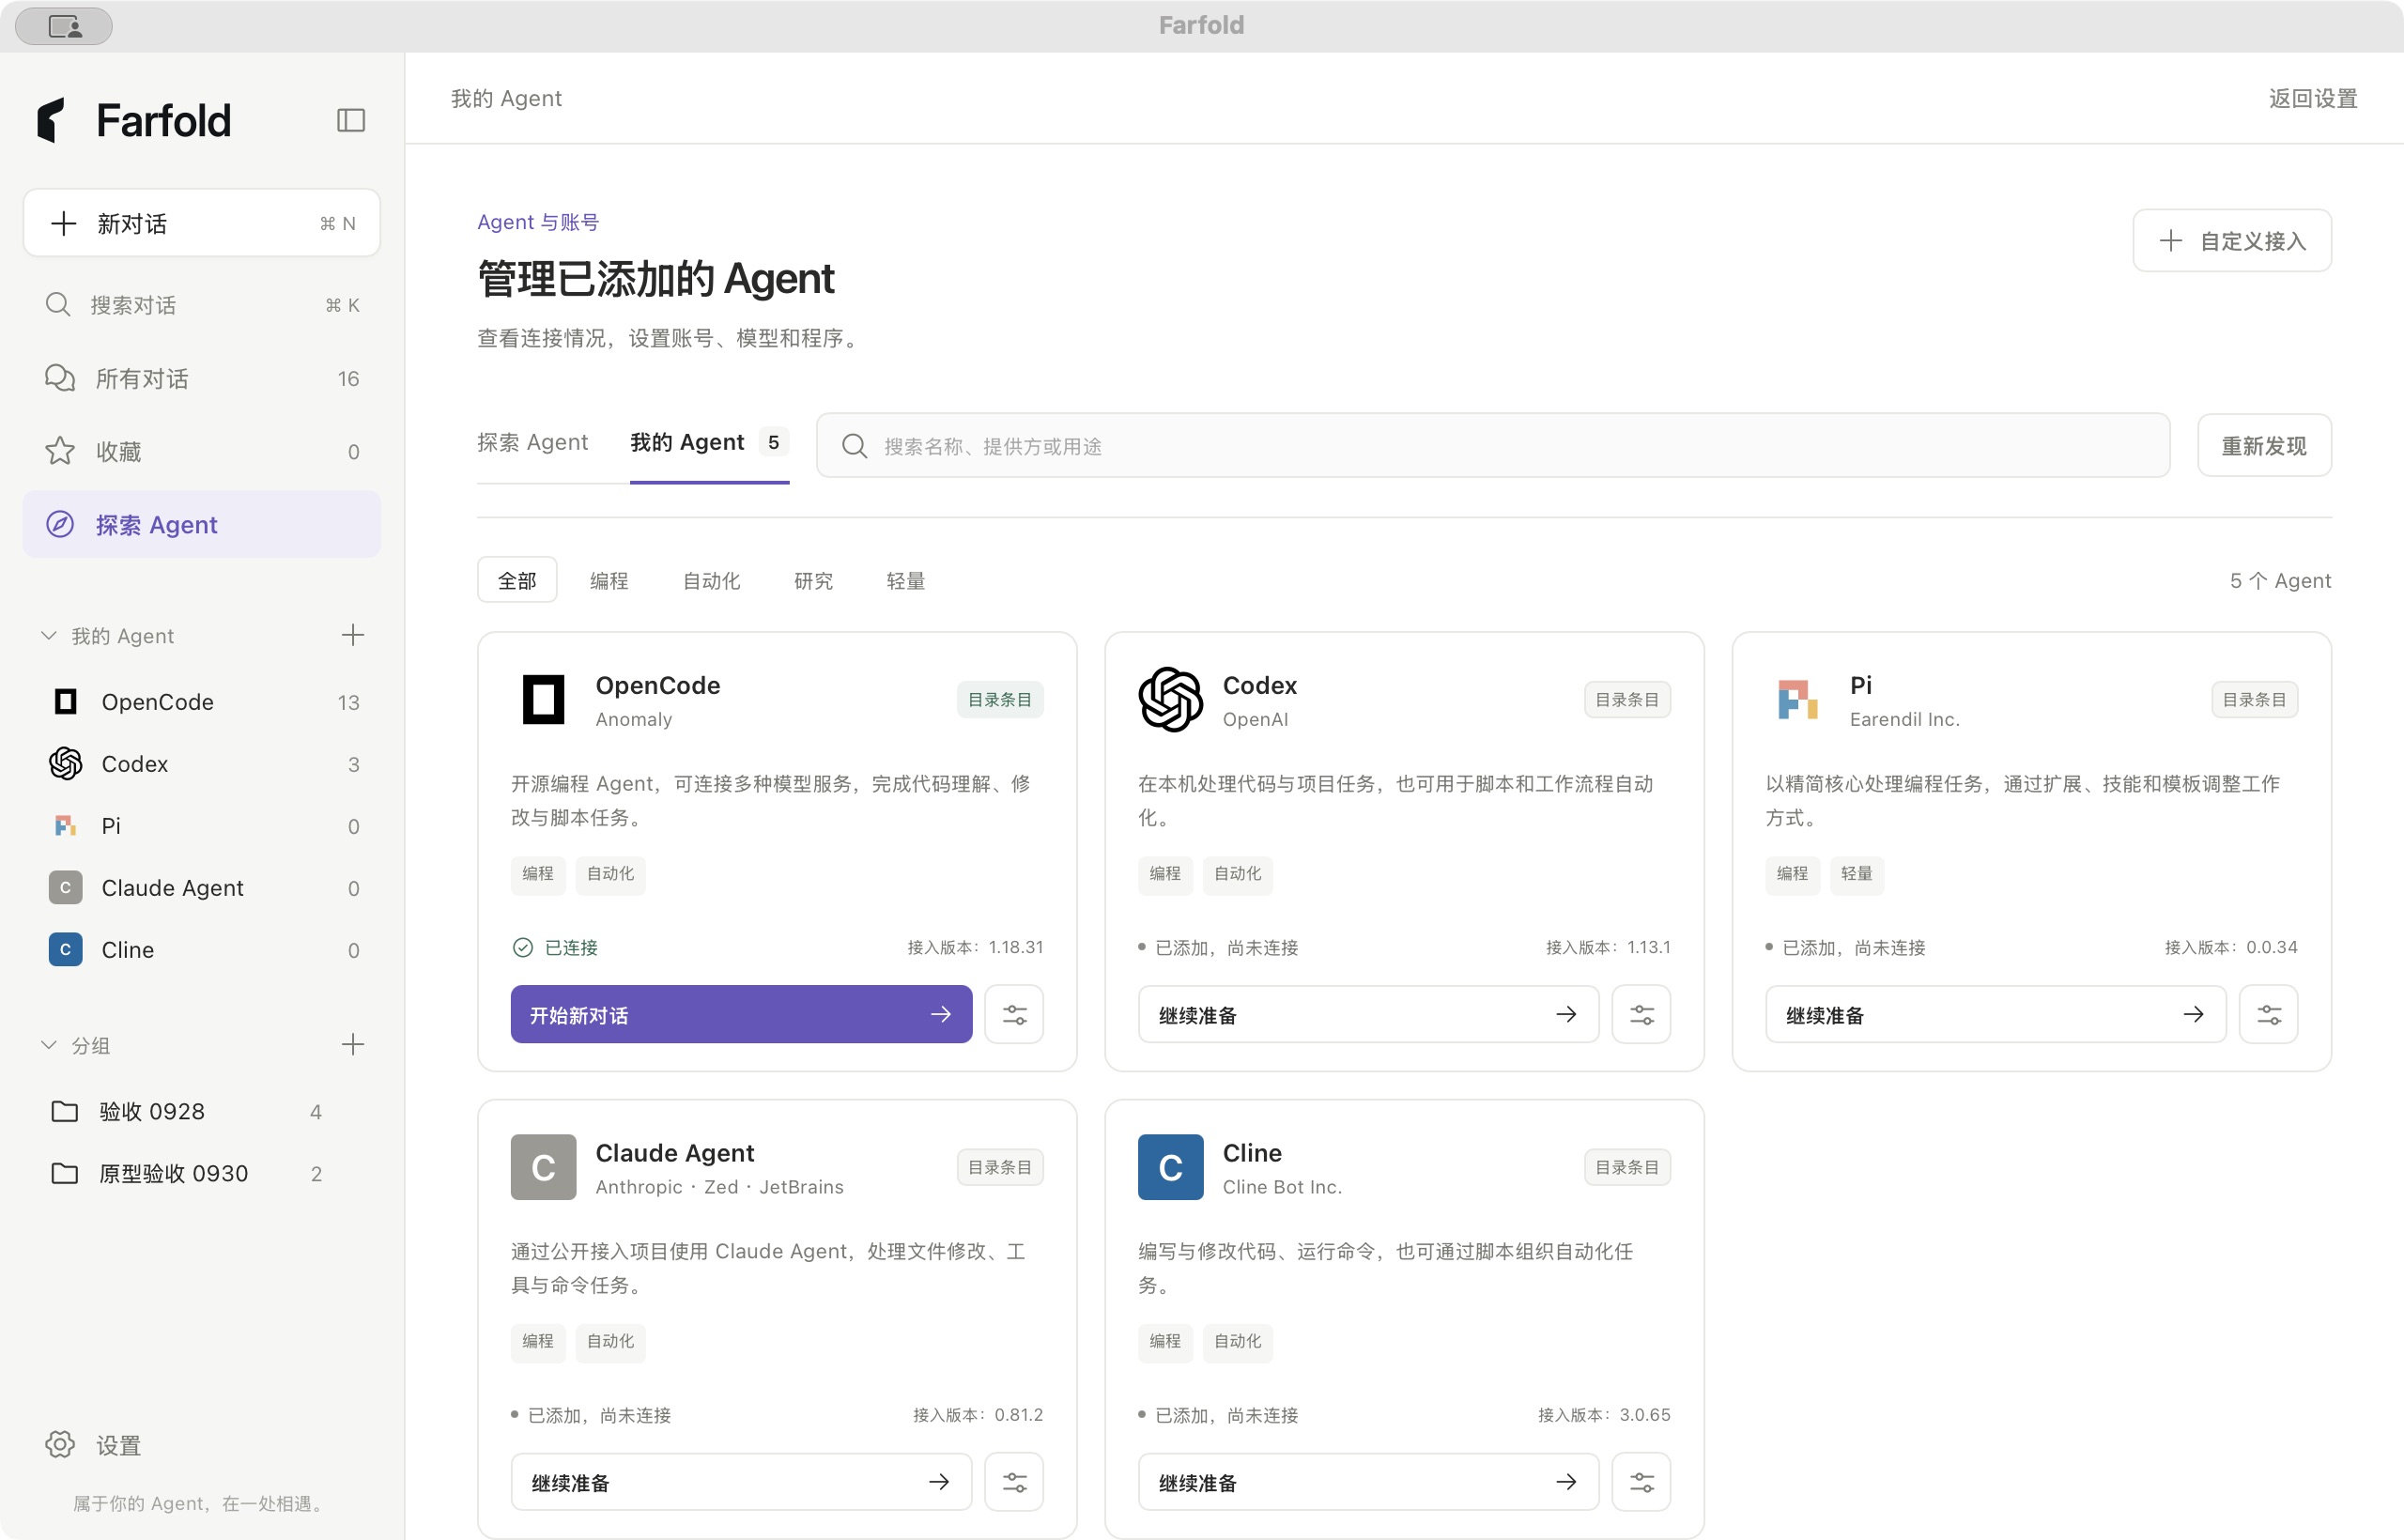 Farfold
Farfold
新对话
⌘ N
搜索对话
⌘ K
所有对话
16
收藏
0
探索 Agent
我的 Agent
OpenCode
13
Codex
3
Pi
0
C
Claude Agent
0
C
Cline
0
分组
验收 0928
4
原型验收 0930
2
设置
属于你的 Agent，在一处相遇。
我的 Agent
返回设置
Agent 与账号
管理已添加的 Agent
查看连接情况，设置账号、模型和程序。
自定义接入
探索 Agent
我的 Agent
5
搜索名称、提供方或用途
重新发现
全部
编程
自动化
研究
轻量
5 个 Agent
OpenCode
Anomaly
目录条目
开源编程 Agent，可连接多种模型服务，完成代码理解、修
改与脚本任务。
编程
自动化
已连接
接入版本：1.18.31
开始新对话
Codex
OpenAI
目录条目
在本机处理代码与项目任务，也可用于脚本和工作流程自动
化。
编程
自动化
已添加，尚未连接
接入版本：1.13.1
继续准备
Pi
Earendil Inc.
目录条目
以精简核心处理编程任务，通过扩展、技能和模板调整工作
方式。
编程
轻量
已添加，尚未连接
接入版本：0.0.34
继续准备
C
Claude Agent
Anthropic · Zed · JetBrains
目录条目
通过公开接入项目使用 Claude Agent，处理文件修改、工
具与命令任务。
编程
自动化
已添加，尚未连接
接入版本：0.81.2
继续准备
C
Cline
Cline Bot Inc.
目录条目
编写与修改代码、运行命令，也可通过脚本组织自动化任
务。
编程
自动化
已添加，尚未连接
接入版本：3.0.65
继续准备